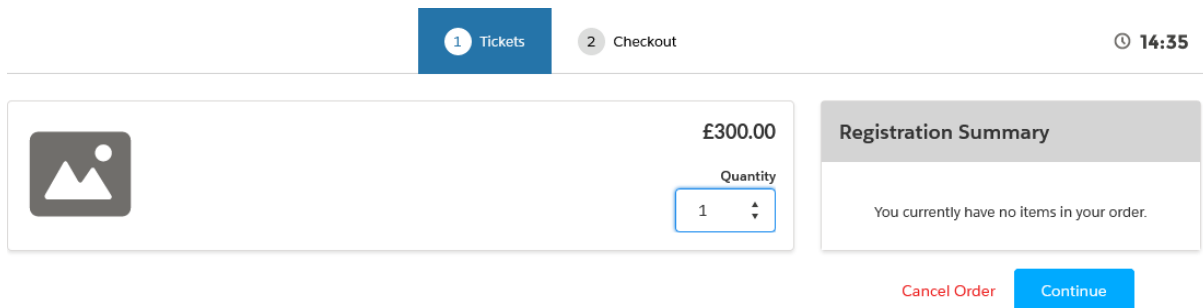 1 Tickets 2 Checkout 14:35
£300.00
Quantity
1
Registration Summary
You currently have no items in your order.
Cancel Order Continue